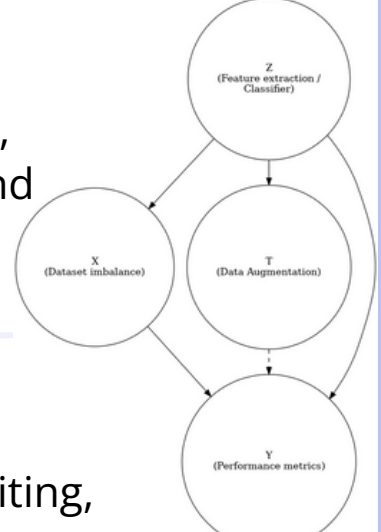 Z
(Feature extraction /
Classifier)
,
nd
X
(Dataset imbalance)
T
(Data Augmentation)
Y
(Performance metrics)
iting,